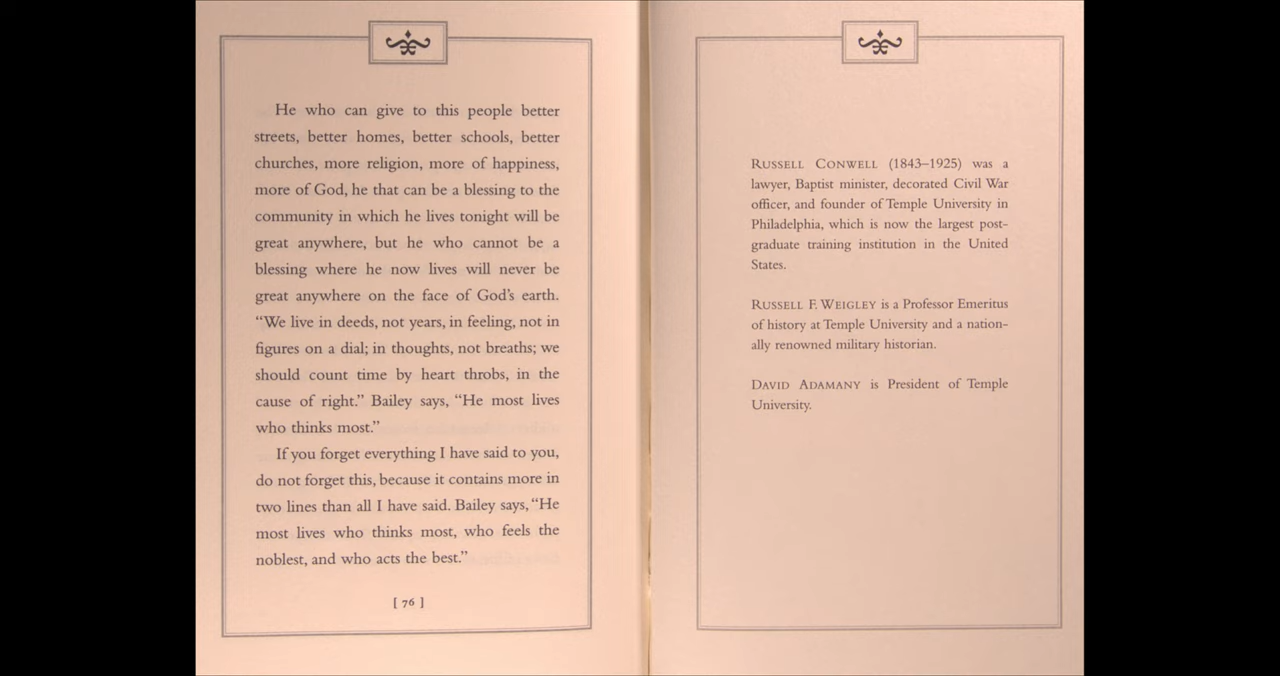 He who can give to this people better
streets, better homes, better schools, better
churches, more religion, more of happiness,
more of God, he that can be a blessing to the
community in which he lives tonight will be
great anywhere, but he who cannot be a
blessing where he now lives will never be
great anywhere on the face of God’s earth.
“We live in deeds, not years, in feeling, not in
figures on a dial; in thoughts, not breaths; we
should count time by heart throbs, in the
cause of right.” Bailey says, “He most lives
who thinks most.”
If you forget everything I have said to you,
do not forget this, because it contains more in
two lines than all I have said. Bailey says, “He
most lives who thinks most, who feels the
noblest, and who acts the best.”
[ 76 ]
RUSSELL CONWELL (1843–1925) was a
lawyer, Baptist minister, decorated Civil War
officer, and founder of Temple University in
Philadelphia, which is now the largest post-
graduate training institution in the United
States.
RUSSELL F. WEIGLEY is a Professor Emeritus
of history at Temple University and a nation-
ally renowned military historian.
DAVID ADAMANY is President of Temple
University.